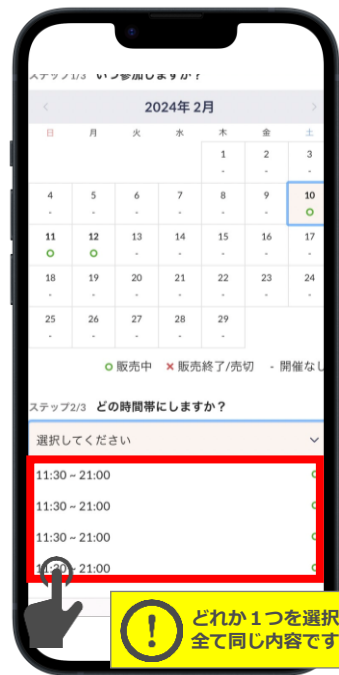 ステップ1/3 いつ参加しますか？
< 2024年 2月 >
日 月 火 水 木 金 土
1 2 3
- - -
4 5 6 7 8 9 10
- - - - - - ○
11 12 13 14 15 16 17
○ ○ - - - - -
18 19 20 21 22 23 24
- - - - - - -
25 26 27 28 29
- - - - -
○ 販売中 × 販売終了/売切 - 開催なし
ステップ2/3 どの時間帯にしますか？
選択してください
11:30 ~ 21:00
11:30 ~ 21:00
11:30 ~ 21:00
11:30 ~ 21:00
! どれか１つを選択
全て同じ内容です